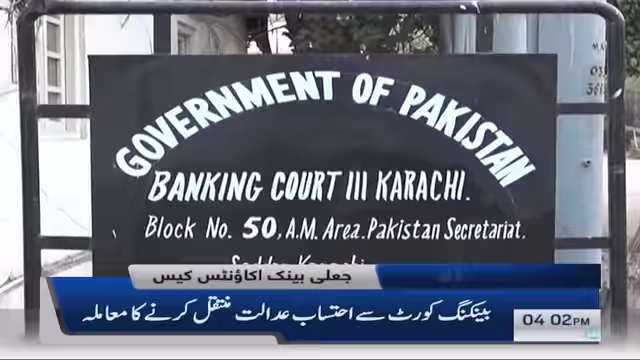 GOVERNMENT OF PAKISTAN
BANKING COURT III KARACHI.
Block No. 50, A.M. Area. Pakistan Secretariat.
جعلی بینک اکاؤنٹس کیس
بینکنگ کورٹ سے احتساب عدالت منتقل کرنے کا معاملہ
04 02PM